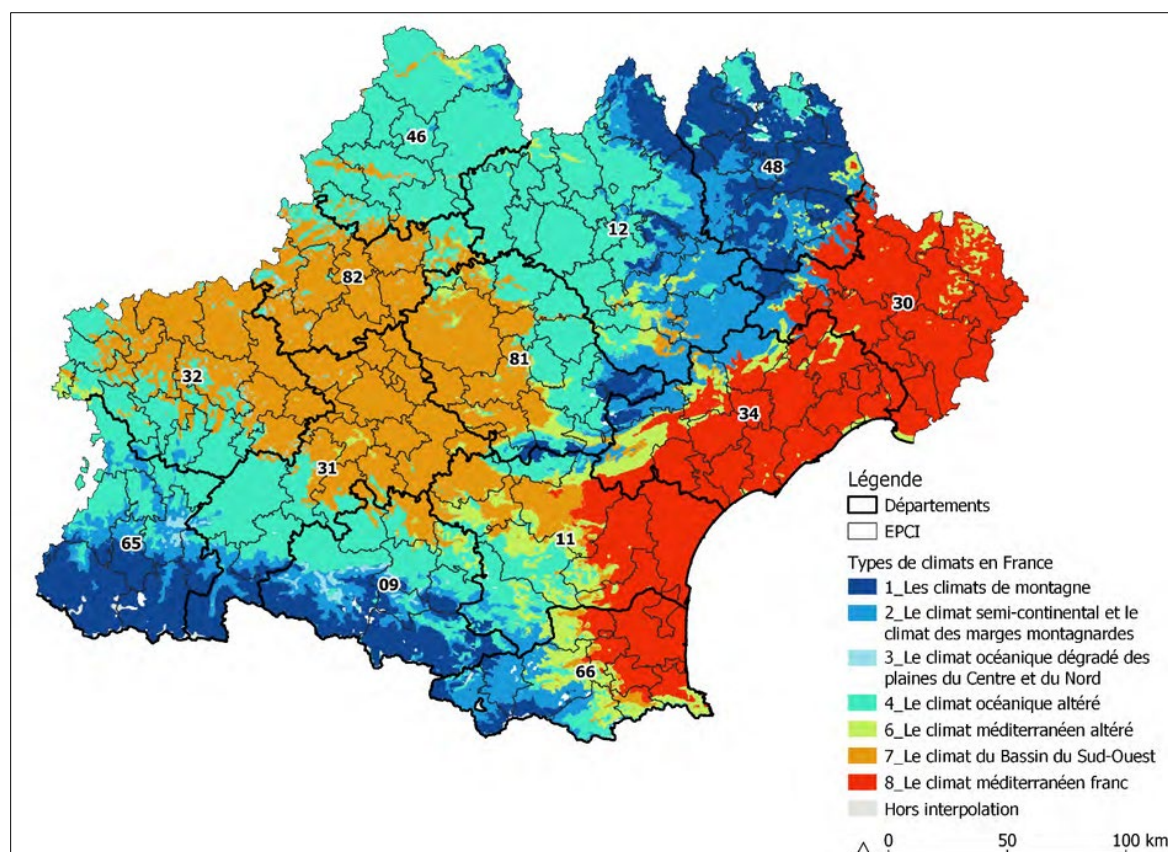 46
48
12
82
30
81
32
34
31
11
65
09
66
Légende
Départements
EPCI
Types de climats en France
1_Les climats de montagne
2_Le climat semi-continental et le
climat des marges montagnardes
3_Le climat océanique dégradé des
plaines du Centre et du Nord
4_Le climat océanique altéré
6_Le climat méditerranéen altéré
7_Le climat du Bassin du Sud-Ouest
8_Le climat méditerranéen franc
Hors interpolation
0 50 100 km